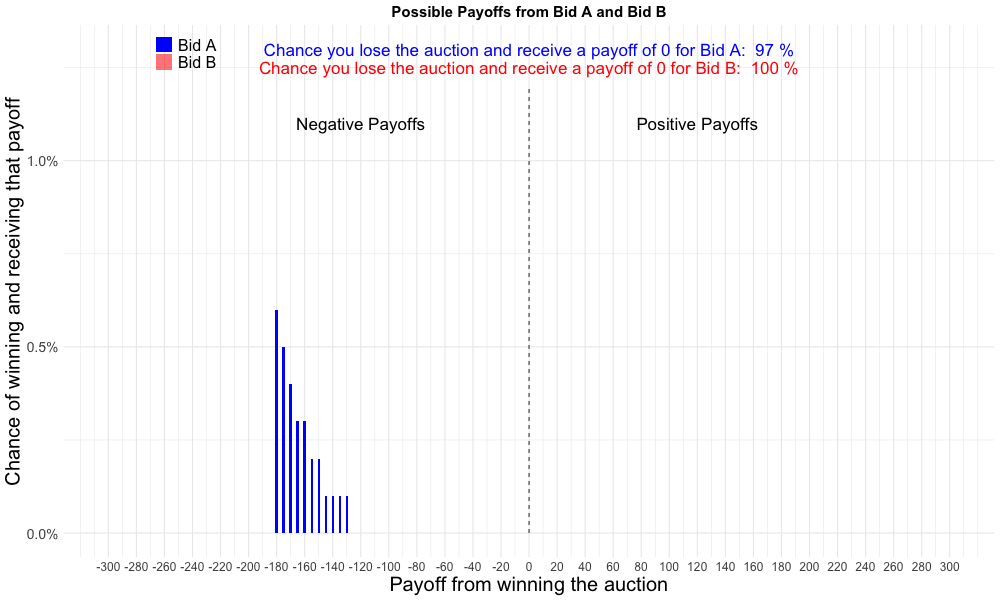 Possible Payoffs from Bid A and Bid B
Bid A
Bid B
Chance you lose the auction and receive a payoff of 0 for Bid A:  97 %
Chance you lose the auction and receive a payoff of 0 for Bid B:  100 %
Negative Payoffs
Positive Payoffs
Chance of winning and receiving that payoff
1.0%
0.5%
0.0%
-300 -280 -260 -240 -220 -200 -180 -160 -140 -120 -100 -80 -60 -40 -20 0 20 40 60 80 100 120 140 160 180 200 220 240 260 280 300
Payoff from winning the auction